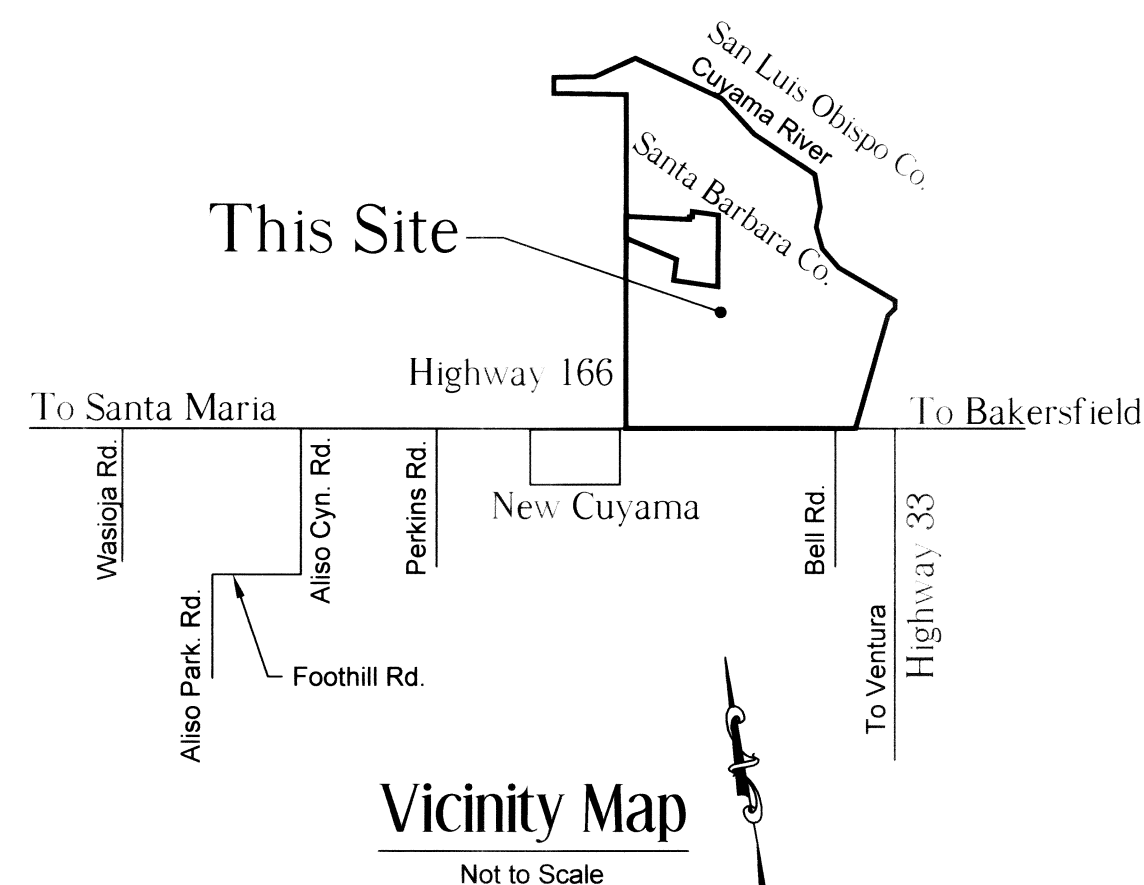 San Luis Obispo Co.
Cuyama River
Santa Barbara Co.
This Site
Highway 166
To Santa Maria
To Bakersfield
Wasioja Rd.
Aliso Cyn. Rd.
Perkins Rd.
New Cuyama
Bell Rd.
Highway 33
To Ventura
Aliso Park. Rd.
Foothill Rd.
Vicinity Map
Not to Scale